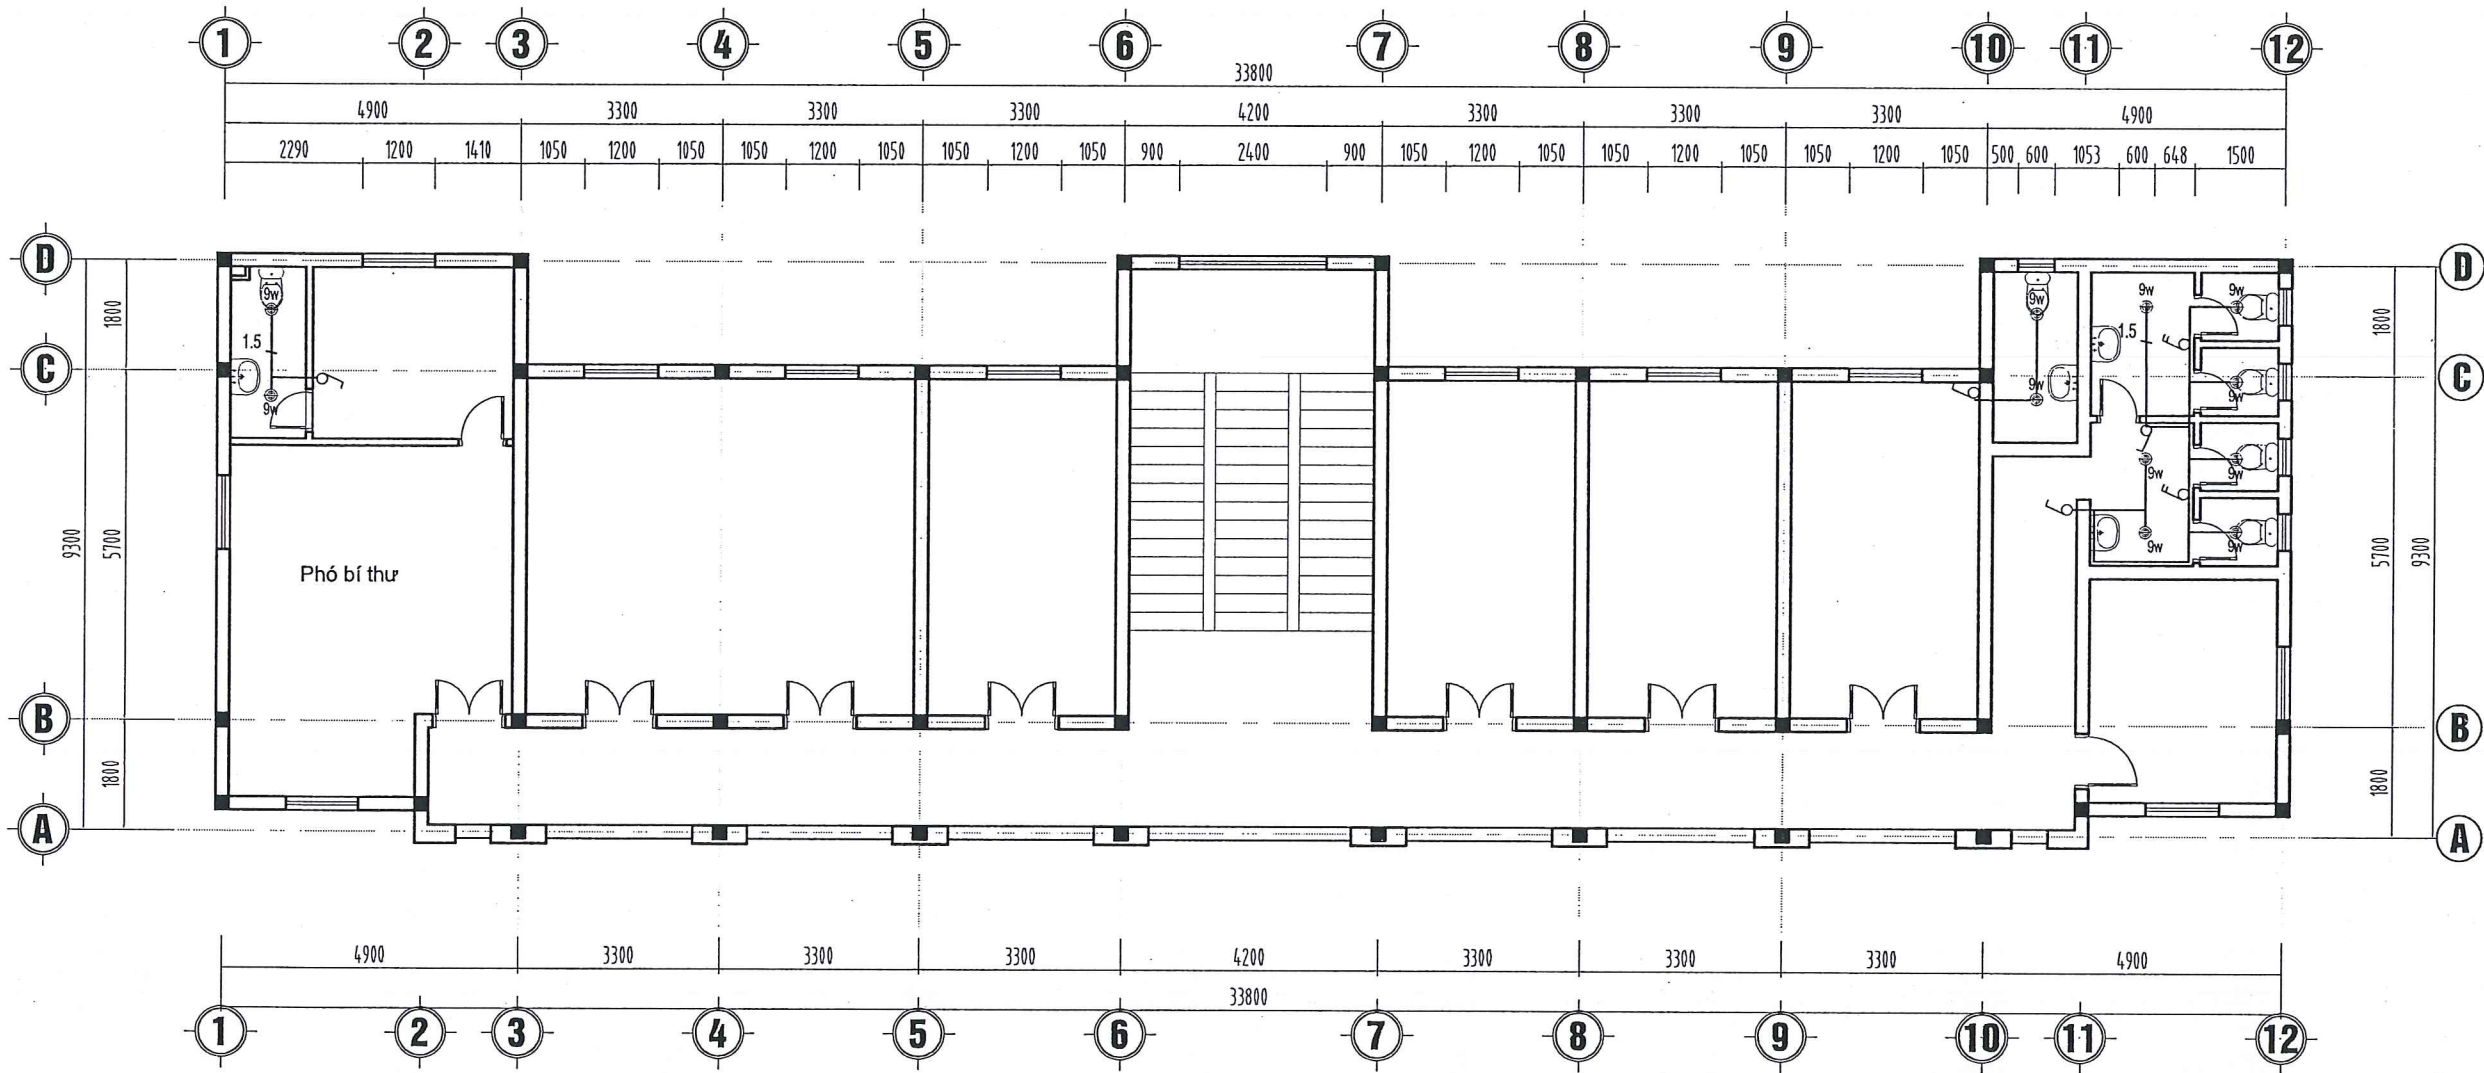 1 2 3 4 5 6 7 8 9 10 11 12
33800
4900 3300 3300 3300 4200 3300 3300 3300 4900
2290 1200 1410 1050 1200 1050 1050 1200 1050 1050 1200 1050 900 2400 900 1050 1200 1050 1050 1200 1050 1050 1200 1050 500 600 1053 600 648 1500
D D
9w 9w 9w 9w
1800 1.5 1.5 1800
C C
9w 9w 9w
9w 9w
9300 5700 5700 9300
9w 9w
Phó bí thư
B B
1800 1800
A A
4900 3300 3300 3300 4200 3300 3300 3300 4900
33800
1 2 3 4 5 6 7 8 9 10 11 12